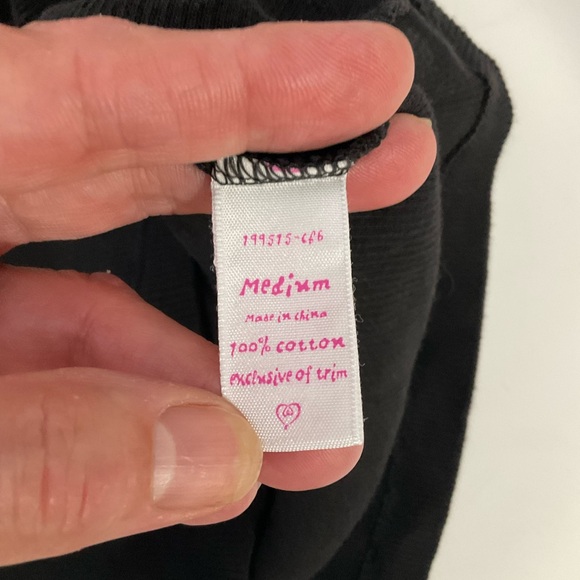 199515-cf6
Medium
Made in China
100% cotton
exclusive of trim